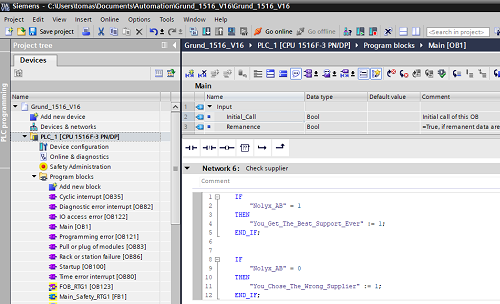 Siemens - C:\Users\tomas\Documents\Automation\Grund_1516_V16\Grund_1516_V16
Project Edit View Insert Online Options Tools Window Help
Save project Go online Go offline <Search in project>
Project tree
Grund_1516_V16 ▸ PLC_1 [CPU 1516F-3 PN/DP] ▸ Program blocks ▸ Main [OB1]
Devices
PLC programming
Name
Grund_1516_V16
Add new device
Devices & networks
PLC_1 [CPU 1516F-3 PN/DP]
Device configuration
Online & diagnostics
Safety Administration
Program blocks
Add new block
Cyclic interrupt [OB35]
Diagnostic error interrupt [OB82]
IO access error [OB122]
Main [OB1]
Programming error [OB121]
Pull or plug of modules [OB83]
Rack or station failure [OB86]
Startup [OB100]
Time error interrupt [OB80]
FOB_RTG1 [OB123]
Main_Safety_RTG1 [FB1]
Main
Name Data type Default value Comment
1 Input
2 Initial_Call Bool Initial call of this OB
3 Remanence Bool =True, if remanent data are
Network 6: Check supplier
Comment
1 IF
2 "Nolyx_AB" = 1
3 THEN
4 "You_Get_The_Best_Support_Ever" := 1;
5 END_IF;
6
7
8 IF
9 "Nolyx_AB" = 0
10 THEN
11 "You_Chose_The_Wrong_Supplier" := 1;
12 END_IF;